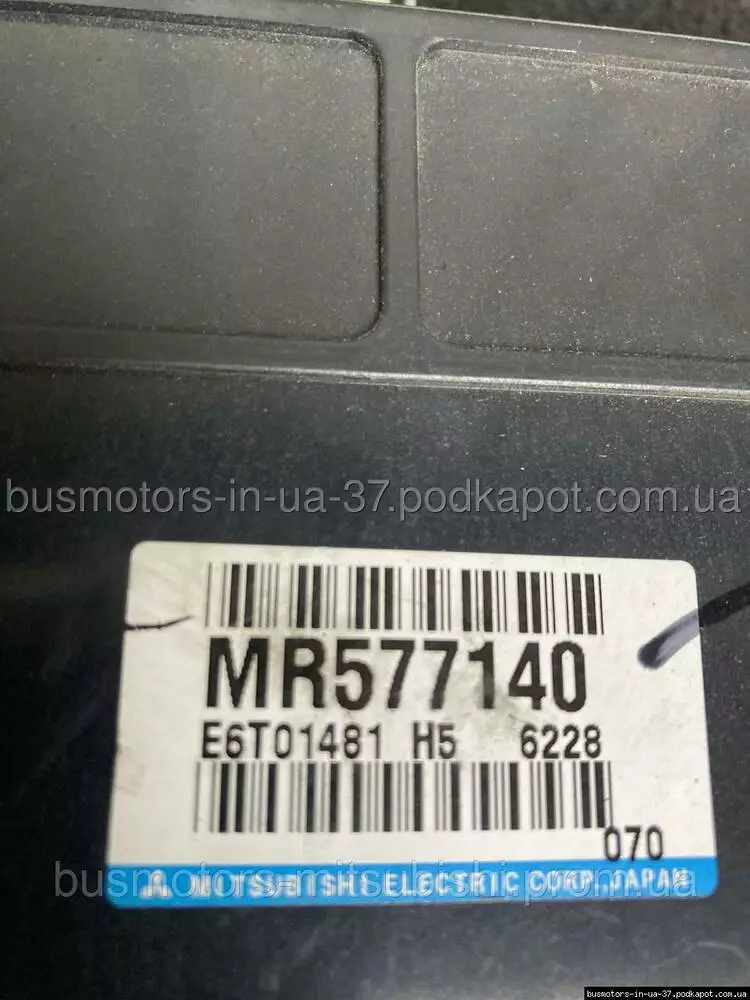 busmotors-in-ua-37.podkapot.com.ua
MR577140
E6T01481 H5 6228
070
MITSUBISHI ELECTRIC CORP.,JAPAN
busmotors-in-ua-37.podkapot.com.ua